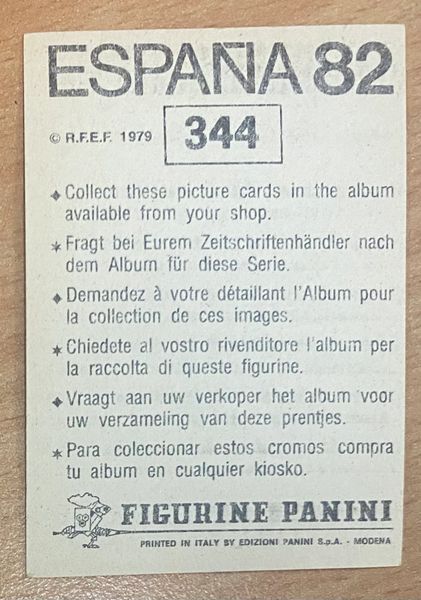 ESPAÑA 82
© R.F.E.F. 1979 344
♦ Collect these picture cards in the album
available from your shop.
✶ Fragt bei Eurem Zeitschriftenhändler nach
dem Album für diese Serie.
♦ Demandez à votre détaillant l'Album pour
la collection de ces images.
✶ Chiedete al vostro rivenditore l'album per
la raccolta di queste figurine.
♦ Vraagt aan uw verkoper het album voor
uw verzameling van deze prentjes.
✶ Para coleccionar estos cromos compra
tu album en cualquier kiosko.
FIGURINE PANINI
PRINTED IN ITALY BY EDIZIONI PANINI S.p.A. - MODENA